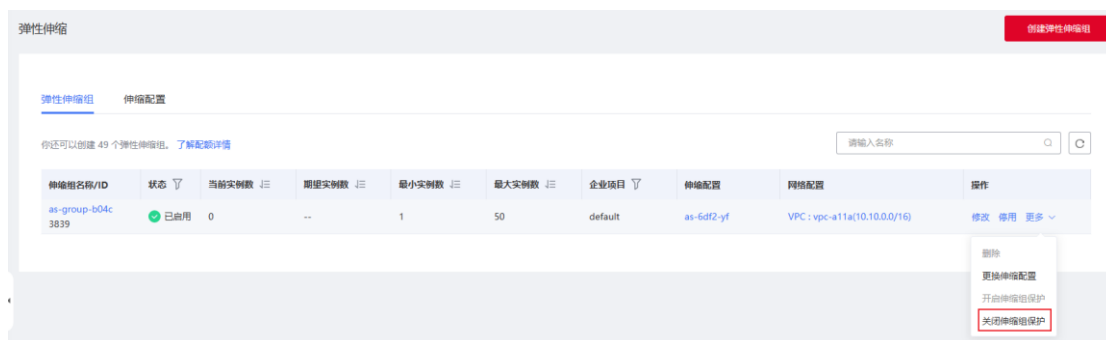 弹性伸缩
创建弹性伸缩组
弹性伸缩组 伸缩配置
你还可以创建 49 个弹性伸缩组。了解配额详情
请输入名称
伸缩组名称/ID 状态 当前实例数 期望实例数 最小实例数 最大实例数 企业项目 伸缩配置 网络配置 操作
as-group-b04c
3839
已启用 0 -- 1 50 default as-6df2-yf VPC : vpc-a11a(10.10.0.0/16) 修改 停用 更多
删除
更换伸缩配置
开启伸缩组保护
关闭伸缩组保护